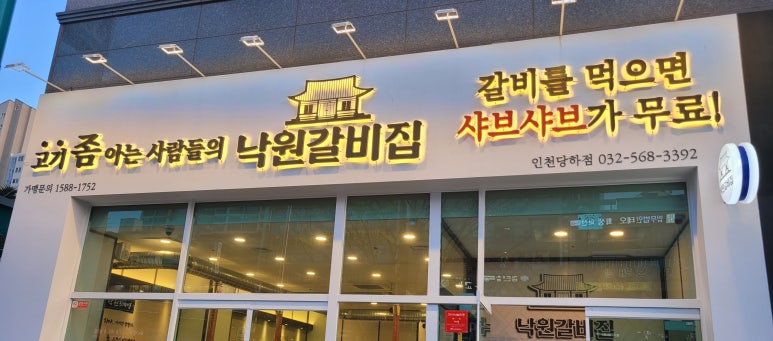 고기 좀 아는 사람들의 낙원갈비집
가맹문의 1588-1752
갈비를 먹으면
샤브샤브가 무료!
인천당하점 032-568-3392
낙원갈비집